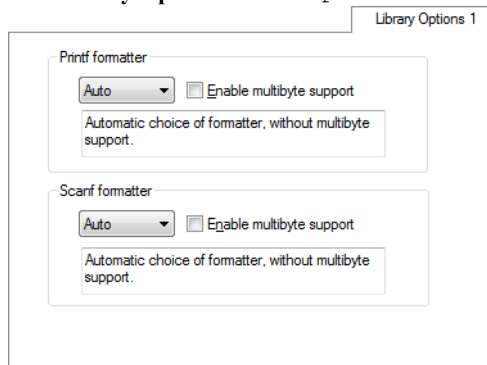 Library Options 1
Printf formatter
Auto
Enable multibyte support
Automatic choice of formatter, without multibyte
support.
Scanf formatter
Auto
Enable multibyte support
Automatic choice of formatter, without multibyte
support.